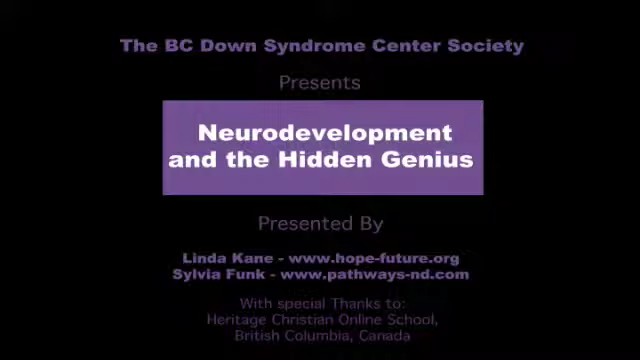 The BC Down Syndrome Center Society
Presents
Neurodevelopment
and the Hidden Genius
Presented By
Linda Kane - www.hope-future.org
Sylvia Funk - www.pathways-nd.com
With special Thanks to:
Heritage Christian Online School,
British Columbia, Canada